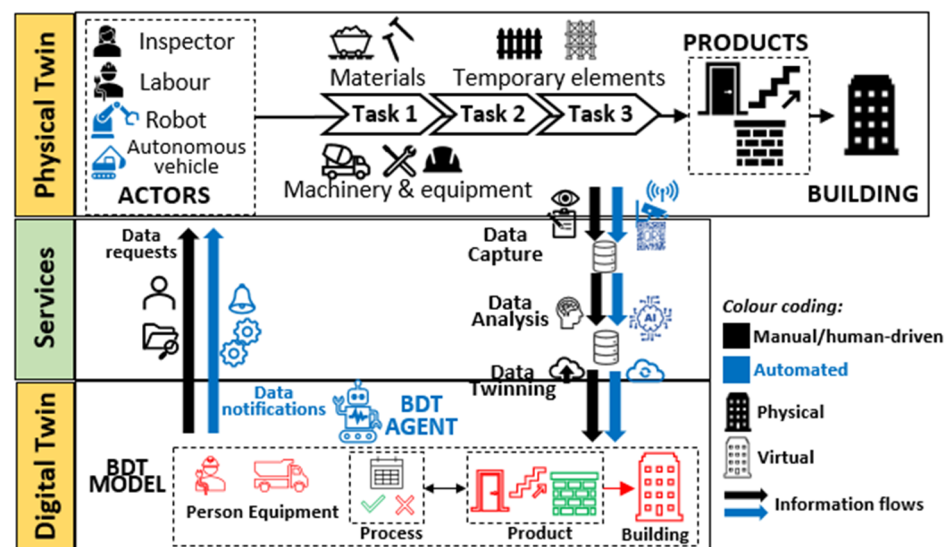 Physical Twin
Inspector
Labour
Robot
Autonomous
vehicle
ACTORS
Materials
Temporary elements
Task 1
Task 2
Task 3
Machinery & equipment
PRODUCTS
BUILDING
Services
Data
requests
Data
Capture
Data
Analysis
AI
Data
Twinning
Data
notifications
Digital Twin
BDT
AGENT
BDT
MODEL
Person Equipment
Process
Product
Building
Colour coding:
Manual/human-driven
Automated
Physical
Virtual
Information flows